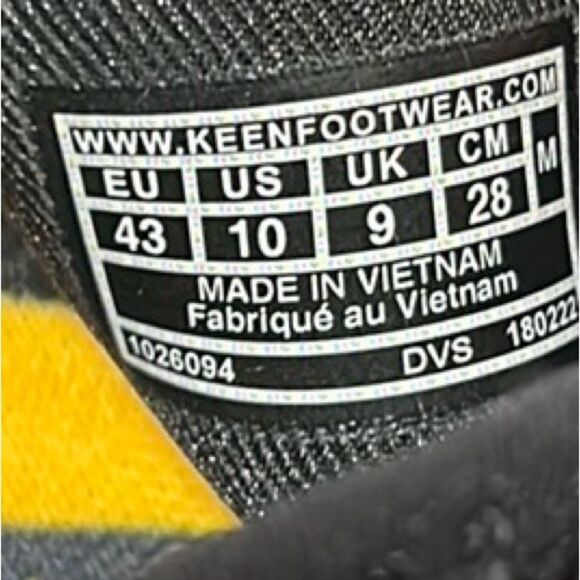 WWW.KEENFOOTWEAR.COM
EU US UK CM M
43 10 9 28
MADE IN VIETNAM
Fabriqué au Vietnam
1026094 DVS 180222